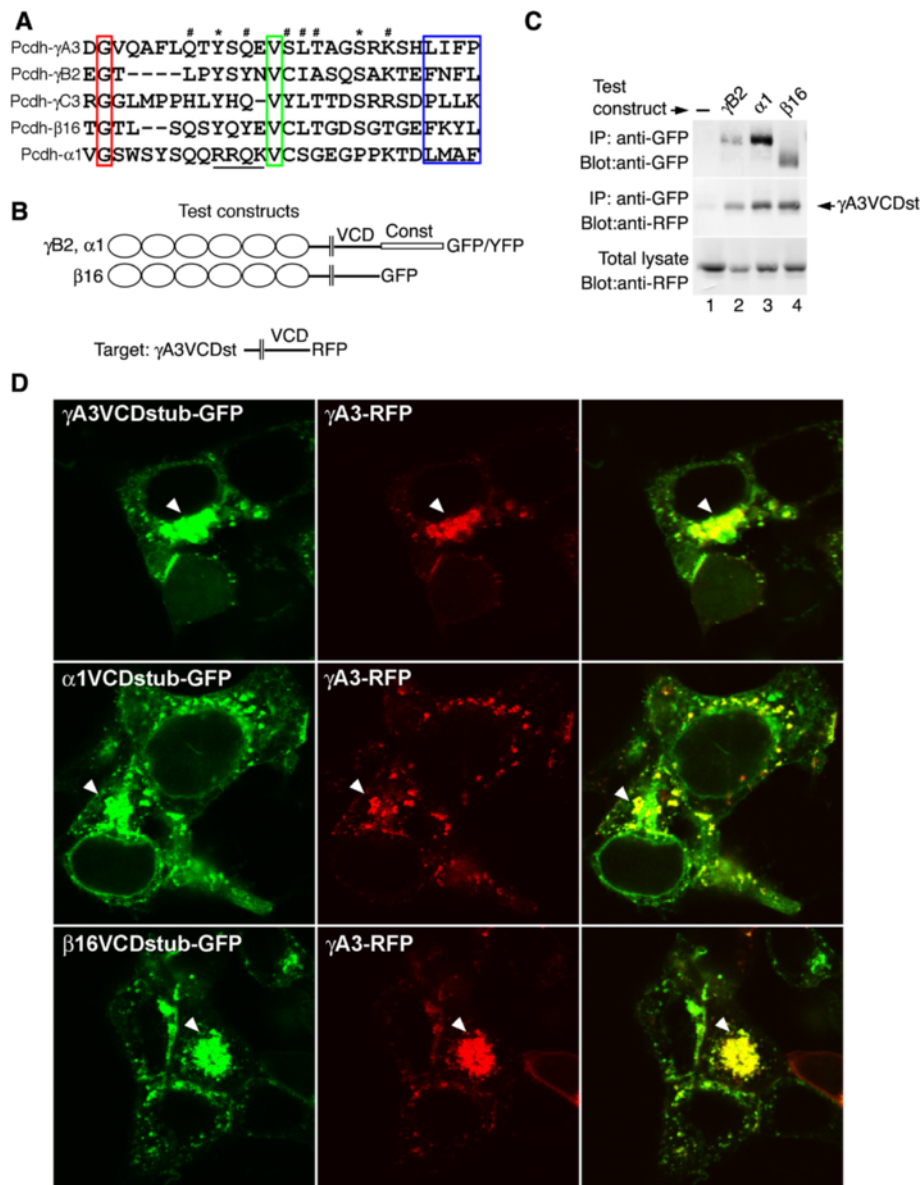 A
# * # # # # * #
Pcdh-γA3 DGVQAFLQTYSQEVSLTAGSRKSHLIFP
Pcdh-γB2 EGT----LPYSYNVCIASQSAKTEFNFL
Pcdh-γC3 RGGLMPPHLYHQ-VYLTTDSRRSDPLLK
Pcdh-β16 TGTL--SQSYQYEVCLTGDSGTGEFKYL
Pcdh-α1 VGSWSYSQQRRQKVCSGEGPPKTDLMAF
B
Test constructs
VCD Const
γB2, α1 GFP/YFP
β16 GFP
VCD
Target: γA3VCDst RFP
C
Test construct – γB2 α1 β16
IP: anti-GFP
Blot:anti-GFP
IP: anti-GFP
Blot:anti-RFP
γA3VCDst
Total lysate
Blot:anti-RFP
1 2 3 4
D
γA3VCDstub-GFP γA3-RFP
α1VCDstub-GFP γA3-RFP
β16VCDstub-GFP γA3-RFP